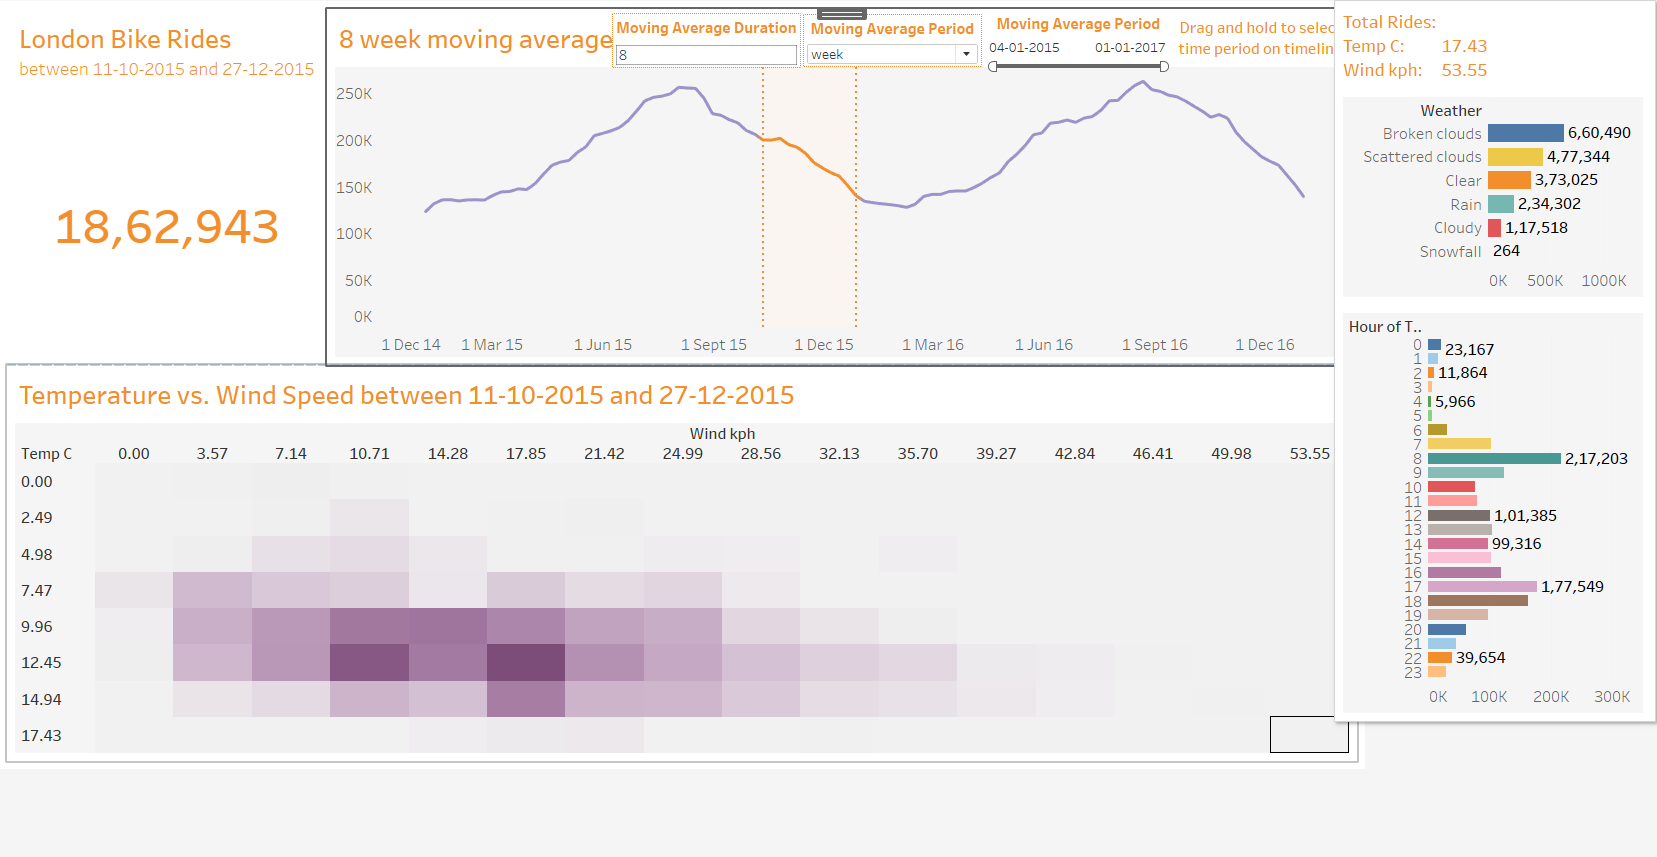 London Bike Rides
between 11-10-2015 and 27-12-2015
18,62,943
8 week moving average
Moving Average Duration
8
Moving Average Period
week
Moving Average Period
04-01-2015 01-01-2017
Drag and hold to selec
time period on timelin
250K
200K
150K
100K
50K
0K
1 Dec 14 1 Mar 15 1 Jun 15 1 Sept 15 1 Dec 15 1 Mar 16 1 Jun 16 1 Sept 16 1 Dec 16
Temperature vs. Wind Speed between 11-10-2015 and 27-12-2015
Wind kph
Temp C 0.00 3.57 7.14 10.71 14.28 17.85 21.42 24.99 28.56 32.13 35.70 39.27 42.84 46.41 49.98 53.55
0.00
2.49
4.98
7.47
9.96
12.45
14.94
17.43
Total Rides:
Temp C: 17.43
Wind kph: 53.55
Weather
Broken clouds 6,60,490
Scattered clouds 4,77,344
Clear 3,73,025
Rain 2,34,302
Cloudy 1,17,518
Snowfall 264
0K 500K 1000K
Hour of T..
0 23,167
1
2 11,864
3
4 5,966
5
6
7
8 2,17,203
9
10
11
12 1,01,385
13
14 99,316
15
16
17 1,77,549
18
19
20
21
22 39,654
23
0K 100K 200K 300K